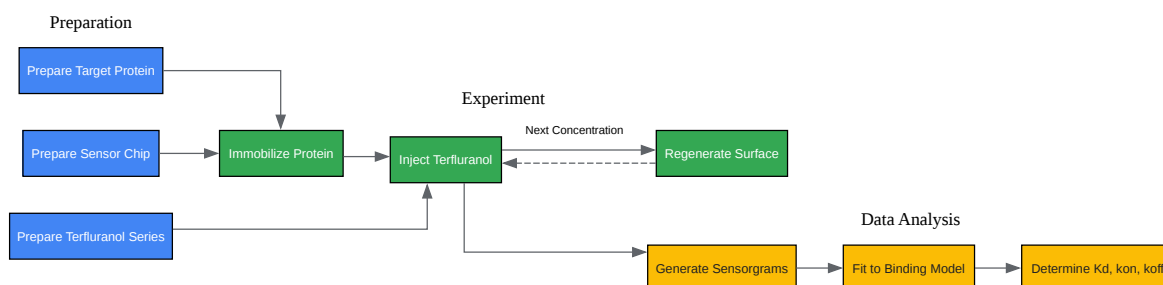 Preparation
Prepare Target Protein
Experiment
Next Concentration
Prepare Sensor Chip
Immobilize Protein
Inject Terfluranol
Regenerate Surface
Prepare Terfluranol Series
Data Analysis
Generate Sensorgrams
Fit to Binding Model
Determine Kd, kon, koff